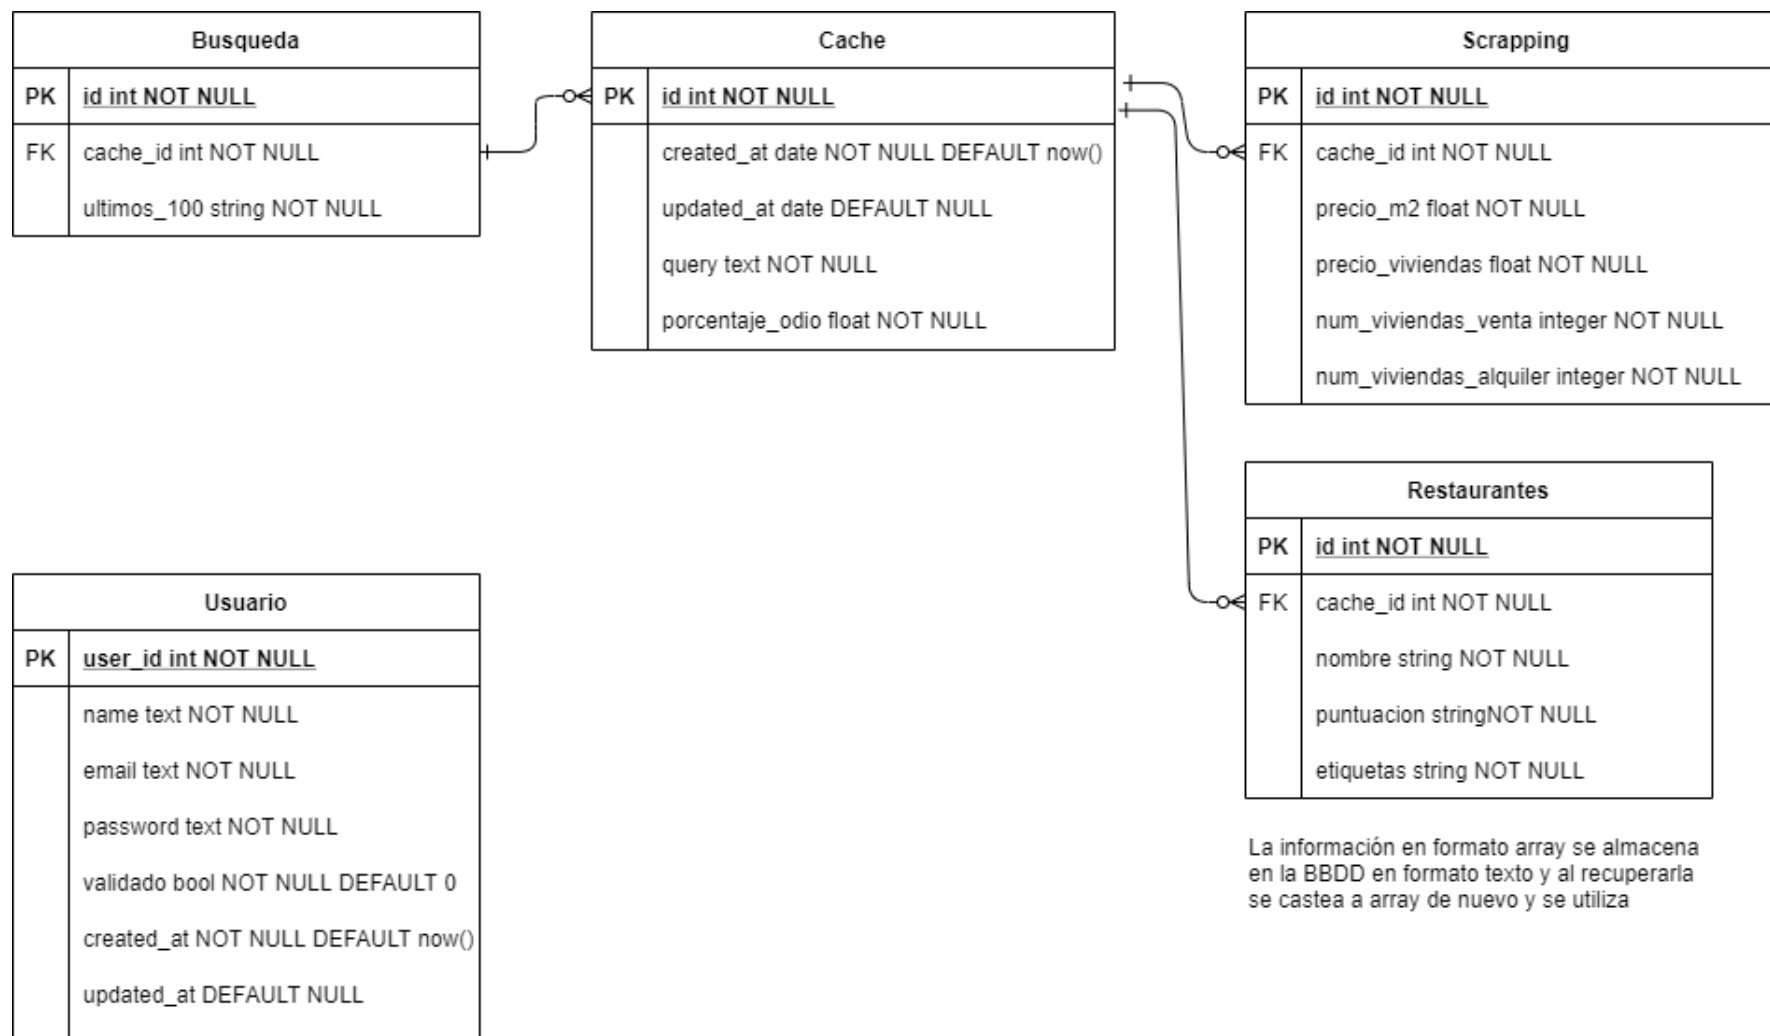 Busqueda
PK id int NOT NULL
FK cache_id int NOT NULL
ultimos_100 string NOT NULL
Cache
PK id int NOT NULL
created_at date NOT NULL DEFAULT now()
updated_at date DEFAULT NULL
query text NOT NULL
porcentaje_odio float NOT NULL
Scrapping
PK id int NOT NULL
FK cache_id int NOT NULL
precio_m2 float NOT NULL
precio_viviendas float NOT NULL
num_viviendas_venta integer NOT NULL
num_viviendas_alquiler integer NOT NULL
Restaurantes
PK id int NOT NULL
FK cache_id int NOT NULL
nombre string NOT NULL
puntuacion stringNOT NULL
etiquetas string NOT NULL
La información en formato array se almacena
en la BBDD en formato texto y al recuperarla
se castea a array de nuevo y se utiliza
Usuario
PK user_id int NOT NULL
name text NOT NULL
email text NOT NULL
password text NOT NULL
validado bool NOT NULL DEFAULT 0
created_at NOT NULL DEFAULT now()
updated_at DEFAULT NULL